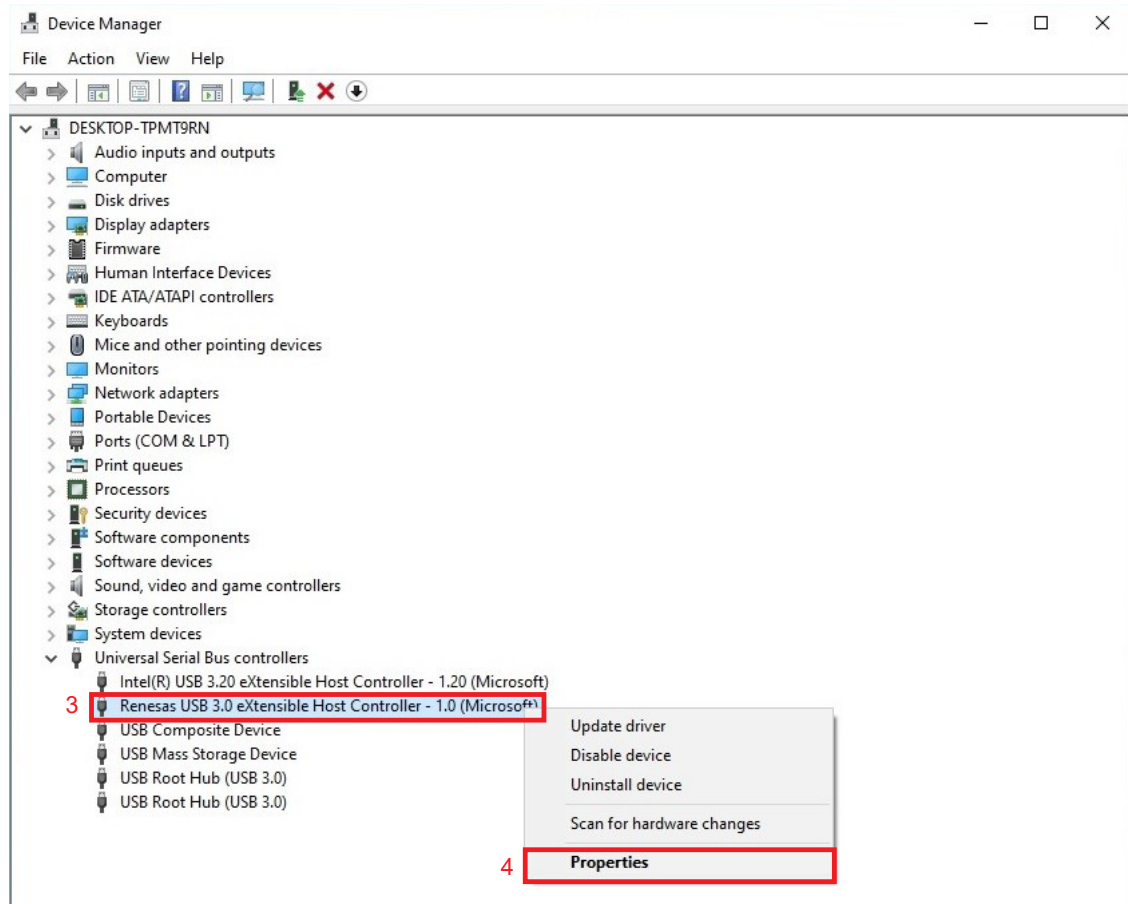 Device Manager
File Action View Help
DESKTOP-TPMT9RN
Audio inputs and outputs
Computer
Disk drives
Display adapters
Firmware
Human Interface Devices
IDE ATA/ATAPI controllers
Keyboards
Mice and other pointing devices
Monitors
Network adapters
Portable Devices
Ports (COM & LPT)
Print queues
Processors
Security devices
Software components
Software devices
Sound, video and game controllers
Storage controllers
System devices
Universal Serial Bus controllers
Intel(R) USB 3.20 eXtensible Host Controller - 1.20 (Microsoft)
3 Renesas USB 3.0 eXtensible Host Controller - 1.0 (Microsoft)
USB Composite Device
USB Mass Storage Device
USB Root Hub (USB 3.0)
USB Root Hub (USB 3.0)
Update driver
Disable device
Uninstall device
Scan for hardware changes
4 Properties